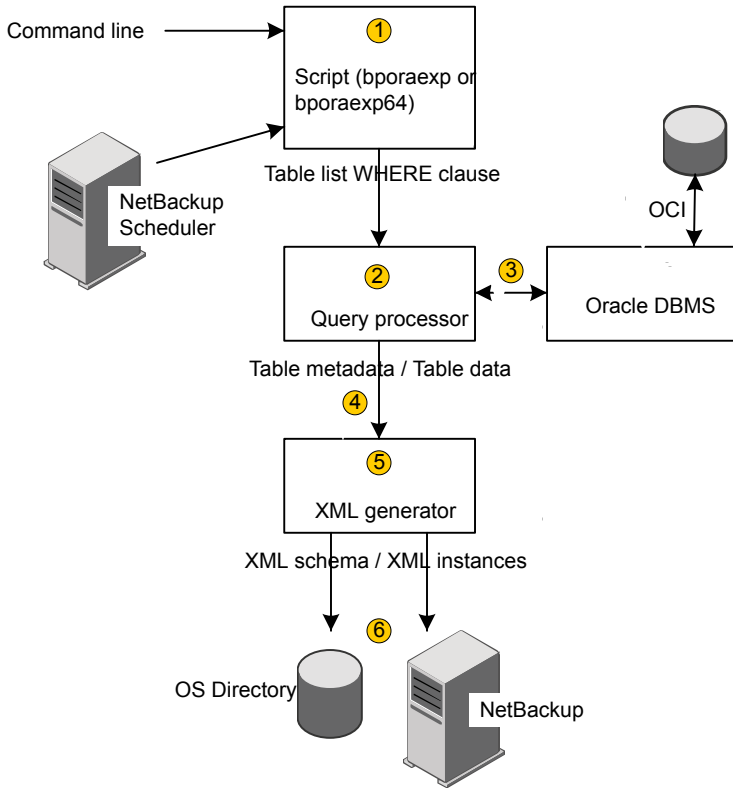 Command line
1
Script (bporaexp or
bporaexp64)
Table list WHERE clause
NetBackup
Scheduler
OCI
2
3
Query processor
Oracle DBMS
Table metadata / Table data
4
5
XML generator
XML schema / XML instances
6
OS Directory
NetBackup